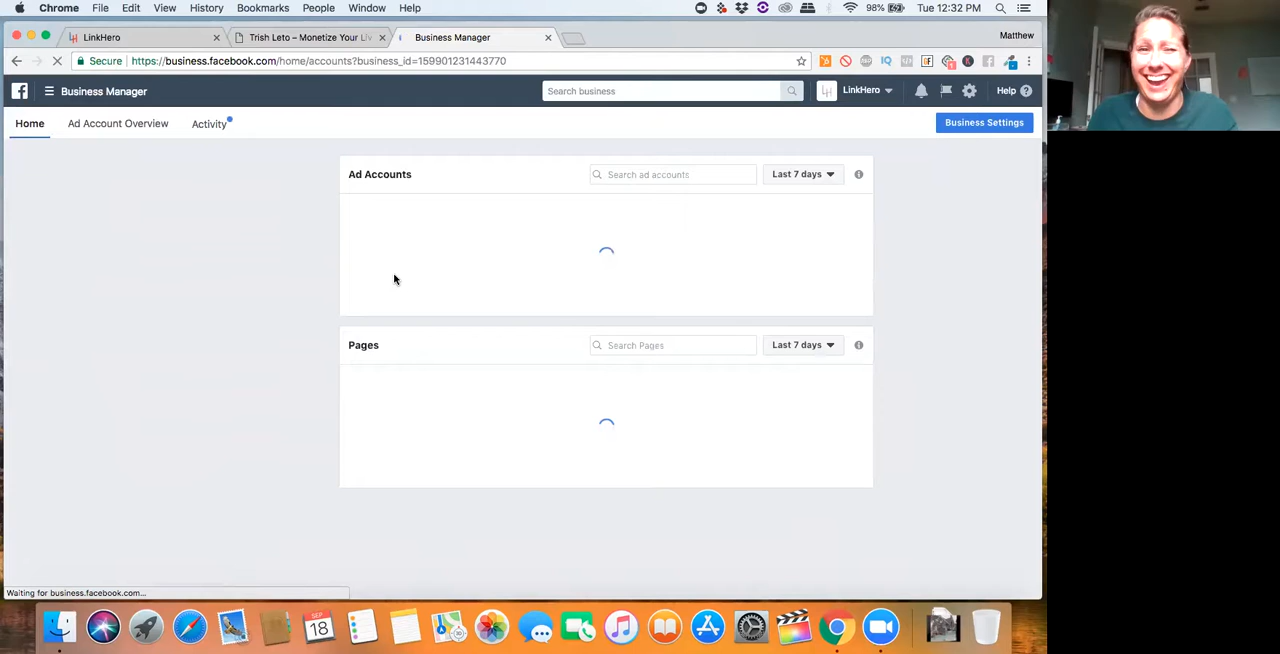 Chrome File Edit View History Bookmarks People Window Help 98% Tue 12:32 PM
LinkHero Trish Leto – Monetize Your Liv Business Manager Matthew
Secure https://business.facebook.com/home/accounts?business_id=159901231443770
Business Manager Search business LinkHero Help
Home Ad Account Overview Activity Business Settings
Ad Accounts Search ad accounts Last 7 days
Pages Search Pages Last 7 days
Waiting for business.facebook.com...
SEP
18